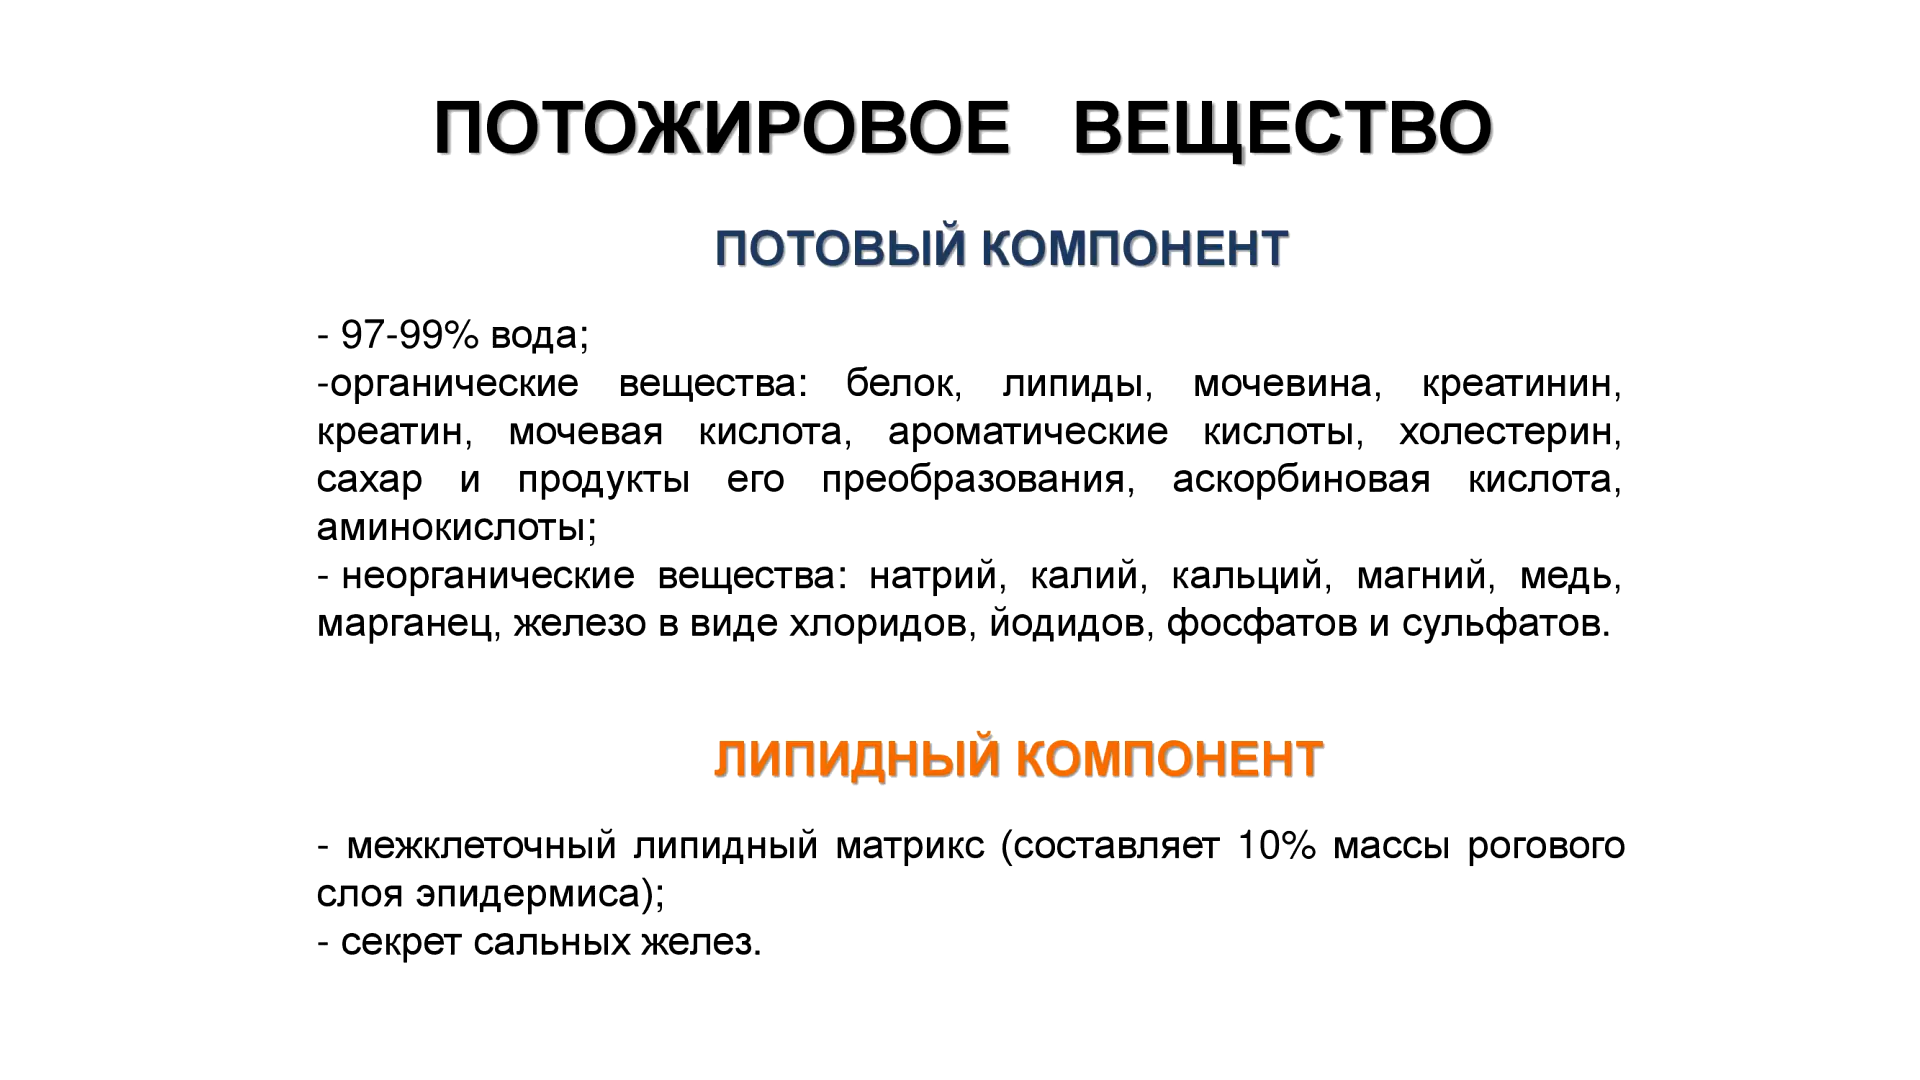 ПОТОЖИРОВОЕ ВЕЩЕСТВО
ПОТОВЫЙ КОМПОНЕНТ
- 97-99% вода;
-органические вещества: белок, липиды, мочевина, креатинин,
креатин, мочевая кислота, ароматические кислоты, холестерин,
сахар и продукты его преобразования, аскорбиновая кислота,
аминокислоты;
- неорганические вещества: натрий, калий, кальций, магний, медь,
марганец, железо в виде хлоридов, йодидов, фосфатов и сульфатов.
ЛИПИДНЫЙ КОМПОНЕНТ
- межклеточный липидный матрикс (составляет 10% массы рогового
слоя эпидермиса);
- секрет сальных желез.